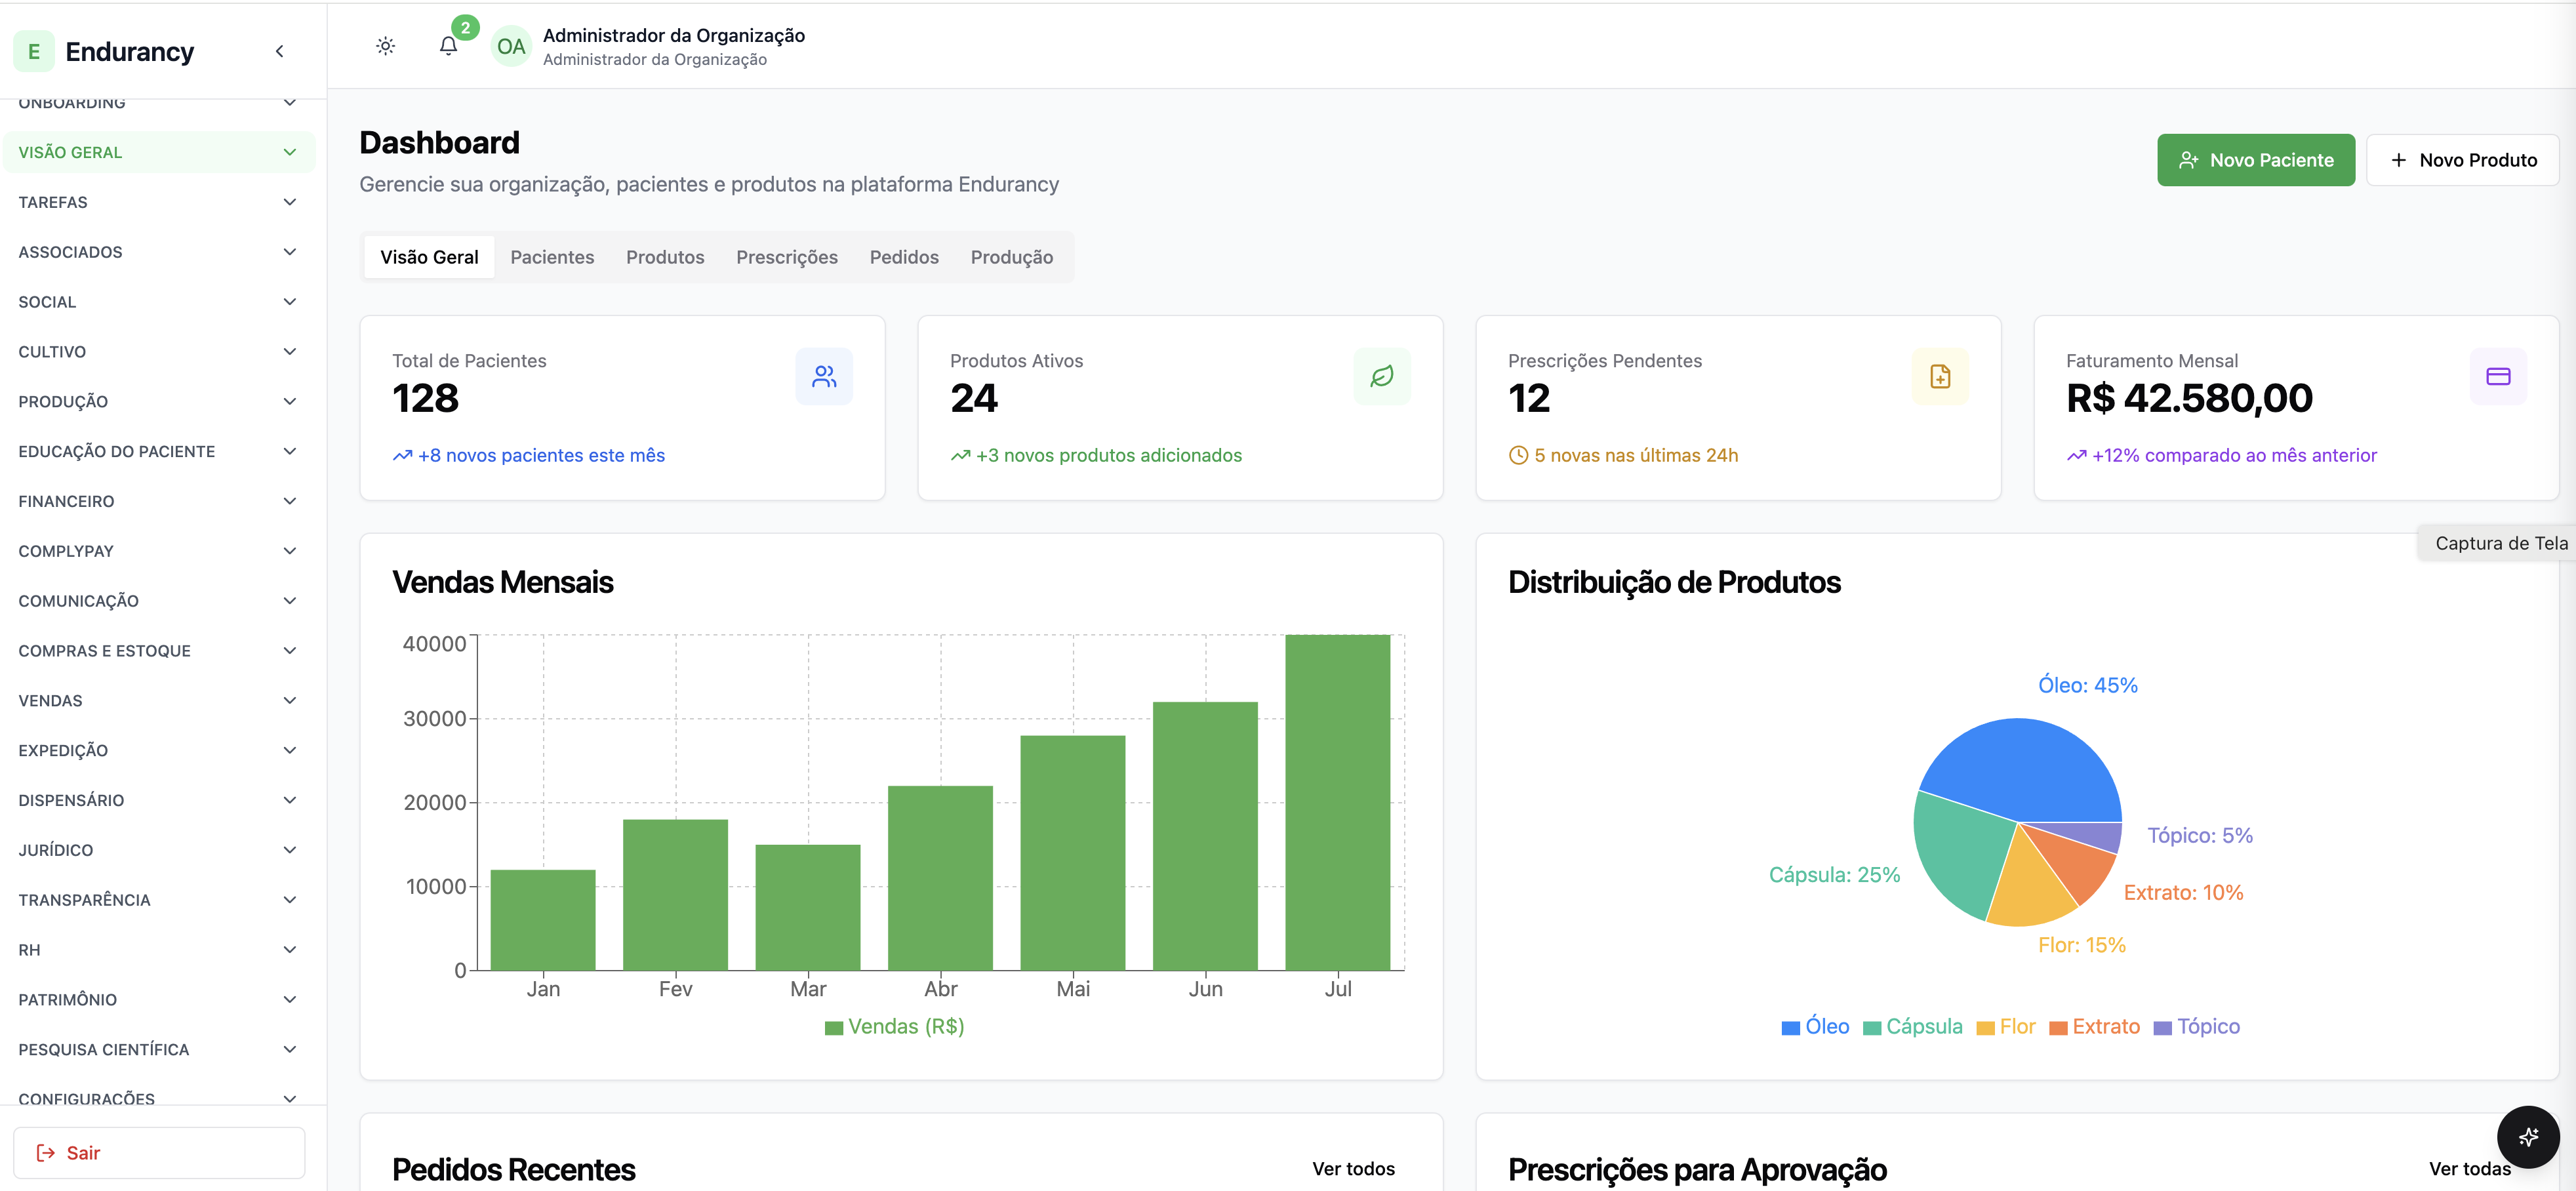 E Endurancy
ONBOARDING
VISÃO GERAL
TAREFAS
ASSOCIADOS
SOCIAL
CULTIVO
PRODUÇÃO
EDUCAÇÃO DO PACIENTE
FINANCEIRO
COMPLYPAY
COMUNICAÇÃO
COMPRAS E ESTOQUE
VENDAS
EXPEDIÇÃO
DISPENSÁRIO
JURÍDICO
TRANSPARÊNCIA
RH
PATRIMÔNIO
PESQUISA CIENTÍFICA
CONFIGURAÇÕES
Sair
2
OA
Administrador da Organização
Administrador da Organização
Dashboard
Gerencie sua organização, pacientes e produtos na plataforma Endurancy
Novo Paciente
Novo Produto
Visão Geral Pacientes Produtos Prescrições Pedidos Produção
Total de Pacientes
128
+8 novos pacientes este mês
Produtos Ativos
24
+3 novos produtos adicionados
Prescrições Pendentes
12
5 novas nas últimas 24h
Faturamento Mensal
R$ 42.580,00
+12% comparado ao mês anterior
Captura de Tela
Vendas Mensais
40000
30000
20000
10000
0
Jan Fev Mar Abr Mai Jun Jul
Vendas (R$)
Distribuição de Produtos
Óleo: 45%
Tópico: 5%
Cápsula: 25%
Extrato: 10%
Flor: 15%
Óleo Cápsula Flor Extrato Tópico
Pedidos Recentes
Ver todos
Prescrições para Aprovação
Ver todas